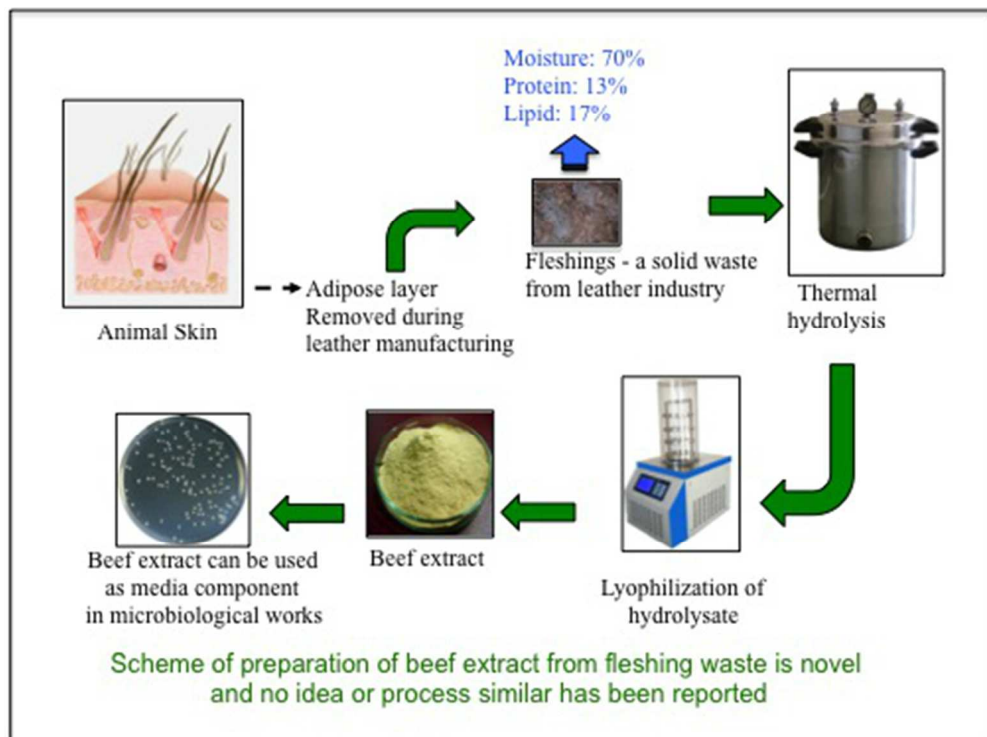 Moisture: 70%
Protein: 13%
Lipid: 17%
Animal Skin
Adipose layer
Removed during
leather manufacturing
Fleshings - a solid waste
from leather industry
Thermal
hydrolysis
Lyophilization of
hydrolysate
Beef extract
Beef extract can be used
as media component
in microbiological works
Scheme of preparation of beef extract from fleshing waste is novel
and no idea or process similar has been reported